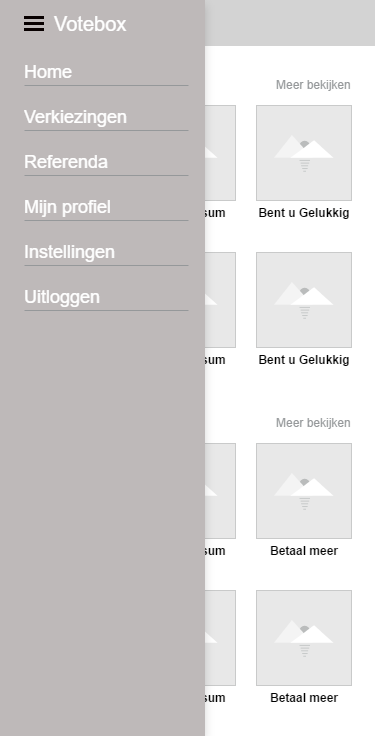 Votebox
Home
Verkiezingen
Referenda
Mijn profiel
Instellingen
Uitloggen
Meer bekijken
sum
Bent u Gelukkig
sum
Bent u Gelukkig
Meer bekijken
sum
Betaal meer
sum
Betaal meer